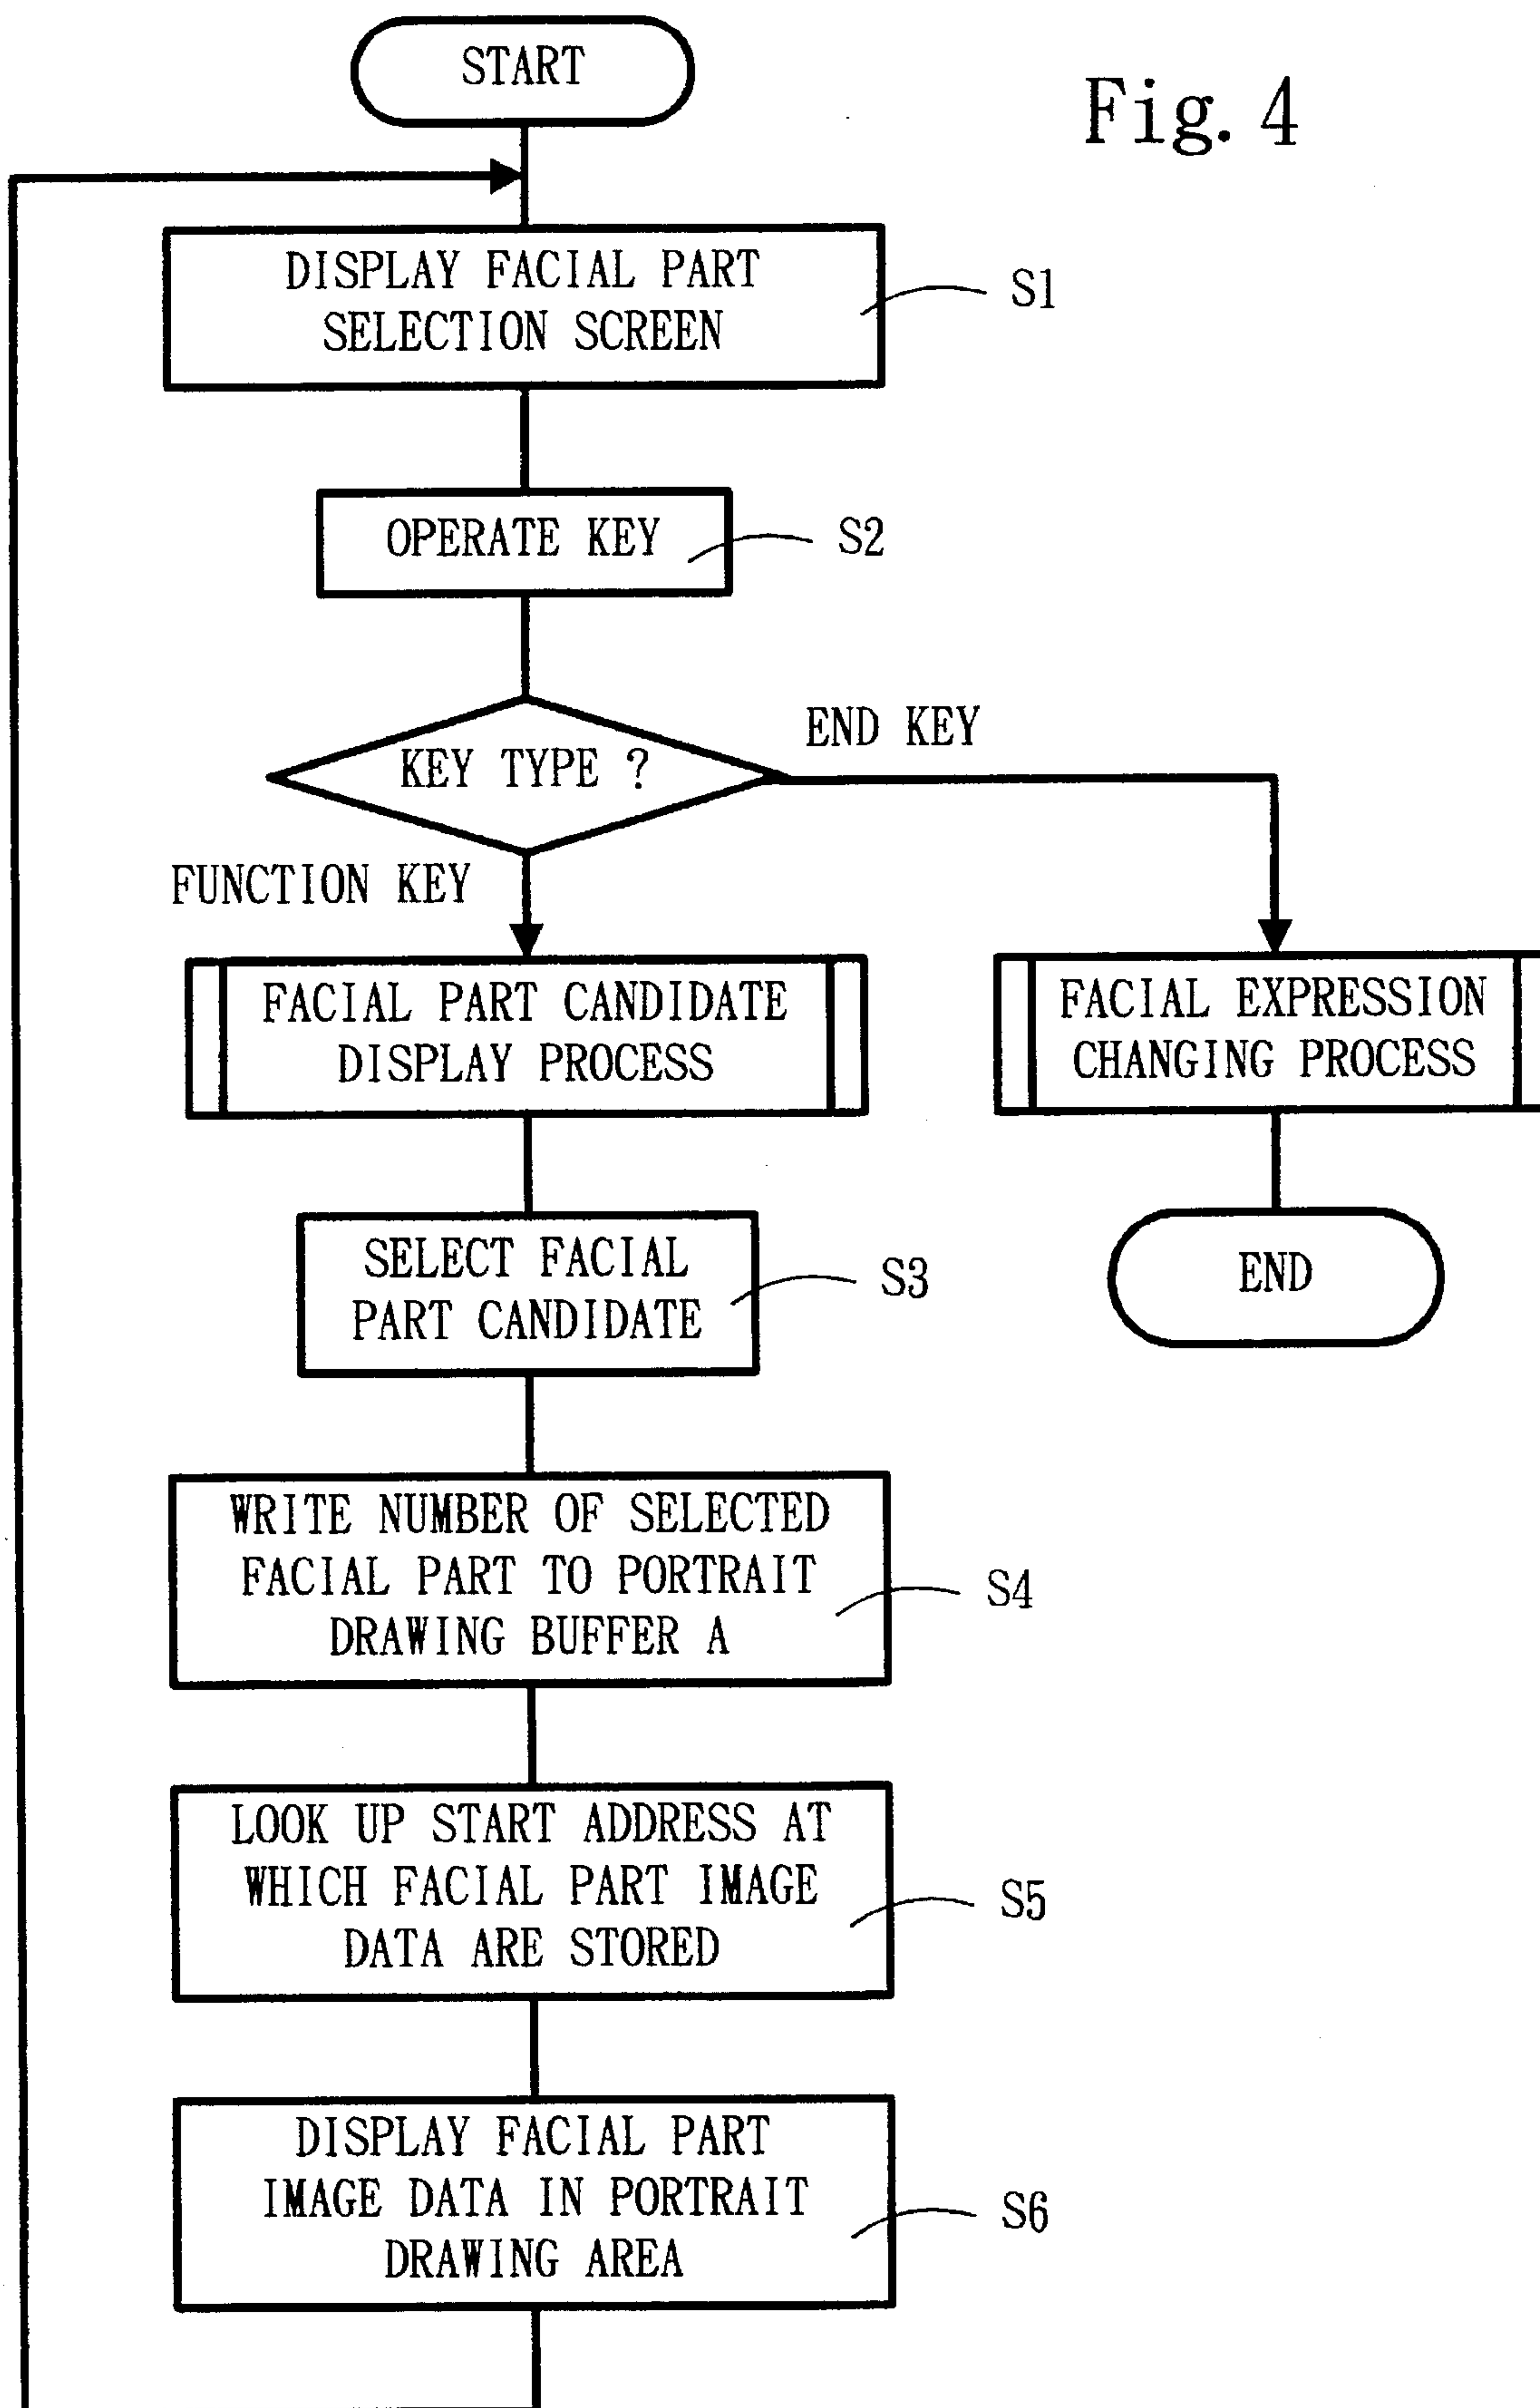 START
Fig. 4
DISPLAY FACIAL PART
SELECTION SCREEN
S1
OPERATE KEY
S2
KEY TYPE ?
END KEY
FUNCTION KEY
FACIAL PART CANDIDATE
DISPLAY PROCESS
FACIAL EXPRESSION
CHANGING PROCESS
SELECT FACIAL
PART CANDIDATE
S3
END
WRITE NUMBER OF SELECTED
FACIAL PART TO PORTRAIT
DRAWING BUFFER A
S4
LOOK UP START ADDRESS AT
WHICH FACIAL PART IMAGE
DATA ARE STORED
S5
DISPLAY FACIAL PART
IMAGE DATA IN PORTRAIT
DRAWING AREA
S6